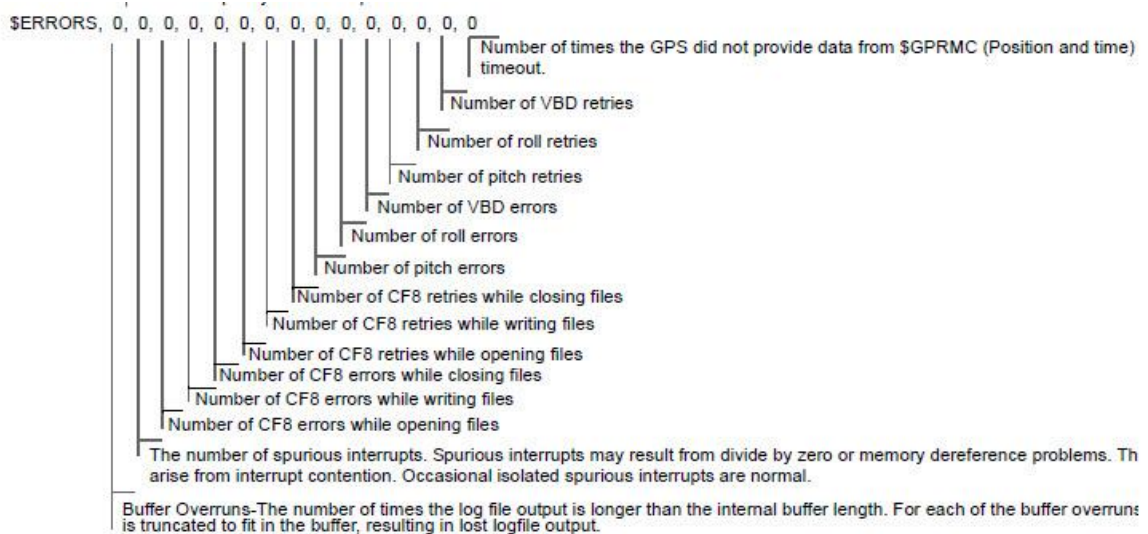 $ERRORS, 0, 0, 0, 0, 0, 0, 0, 0, 0, 0, 0, 0, 0, 0, 0
Number of times the GPS did not provide data from $GPRMC (Position and time)
timeout.
Number of VBD retries
Number of roll retries
Number of pitch retries
Number of VBD errors
Number of roll errors
Number of pitch errors
Number of CF8 retries while closing files
Number of CF8 retries while writing files
Number of CF8 retries while opening files
Number of CF8 errors while closing files
Number of CF8 errors while writing files
Number of CF8 errors while opening files
The number of spurious interrupts. Spurious interrupts may result from divide by zero or memory dereference problems. Th
arise from interrupt contention. Occasional isolated spurious interrupts are normal.
Buffer Overruns-The number of times the log file output is longer than the internal buffer length. For each of the buffer overruns
is truncated to fit in the buffer, resulting in lost logfile output.